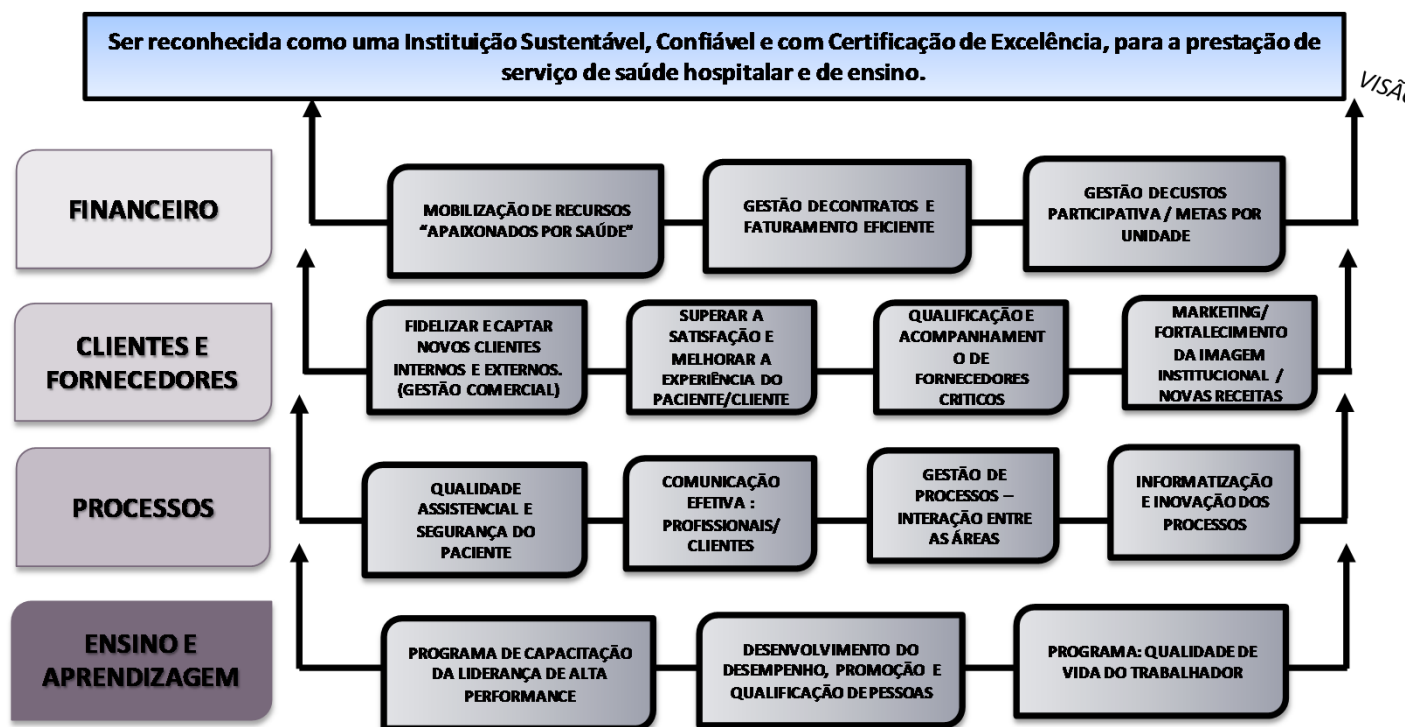 Ser reconhecida como uma Instituição Sustentável, Confiável e com Certificação de Excelência, para a prestação de
serviço de saúde hospitalar e de ensino.
VISÃO
FINANCEIRO
MOBILIZAÇÃO DE RECURSOS
“APAIXONADOS POR SAÚDE”
GESTÃO DE CONTRATOS E
FATURAMENTO EFICIENTE
GESTÃO DE CUSTOS
PARTICIPATIVA / METAS POR
UNIDADE
CLIENTES E
FORNECEDORES
FIDELIZAR E CAPTAR
NOVOS CLIENTES
INTERNOS E EXTERNOS.
(GESTÃO COMERCIAL)
SUPERAR A
SATISFAÇÃO E
MELHORAR A
EXPERIÊNCIA DO
PACIENTE/CLIENTE
QUALIFICAÇÃO E
ACOMPANHAMENT
O DE
FORNECEDORES
CRITICOS
MARKETING/
FORTALECIMENTO
DA IMAGEM
INSTITUCIONAL /
NOVAS RECEITAS
PROCESSOS
QUALIDADE
ASSISTENCIAL E
SEGURANÇA DO
PACIENTE
COMUNICAÇÃO
EFETIVA :
PROFISSIONAIS/
CLIENTES
GESTÃO DE
PROCESSOS –
INTERAÇÃO ENTRE
AS ÁREAS
INFORMATIZAÇÃO
E INOVAÇÃO DOS
PROCESSOS
ENSINO E
APRENDIZAGEM
PROGRAMA DE CAPACITAÇÃO
DA LIDERANÇA DE ALTA
PERFORMANCE
DESENVOLVIMENTO DO
DESEMPENHO, PROMOÇÃO E
QUALIFICAÇÃO DE PESSOAS
PROGRAMA: QUALIDADE DE
VIDA DO TRABALHADOR